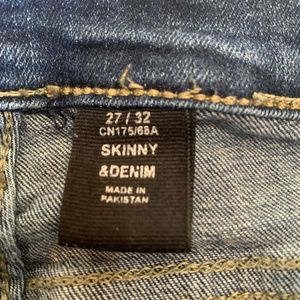 27 / 32
CN175/68A
SKINNY
&DENIM
MADE IN
PAKISTAN